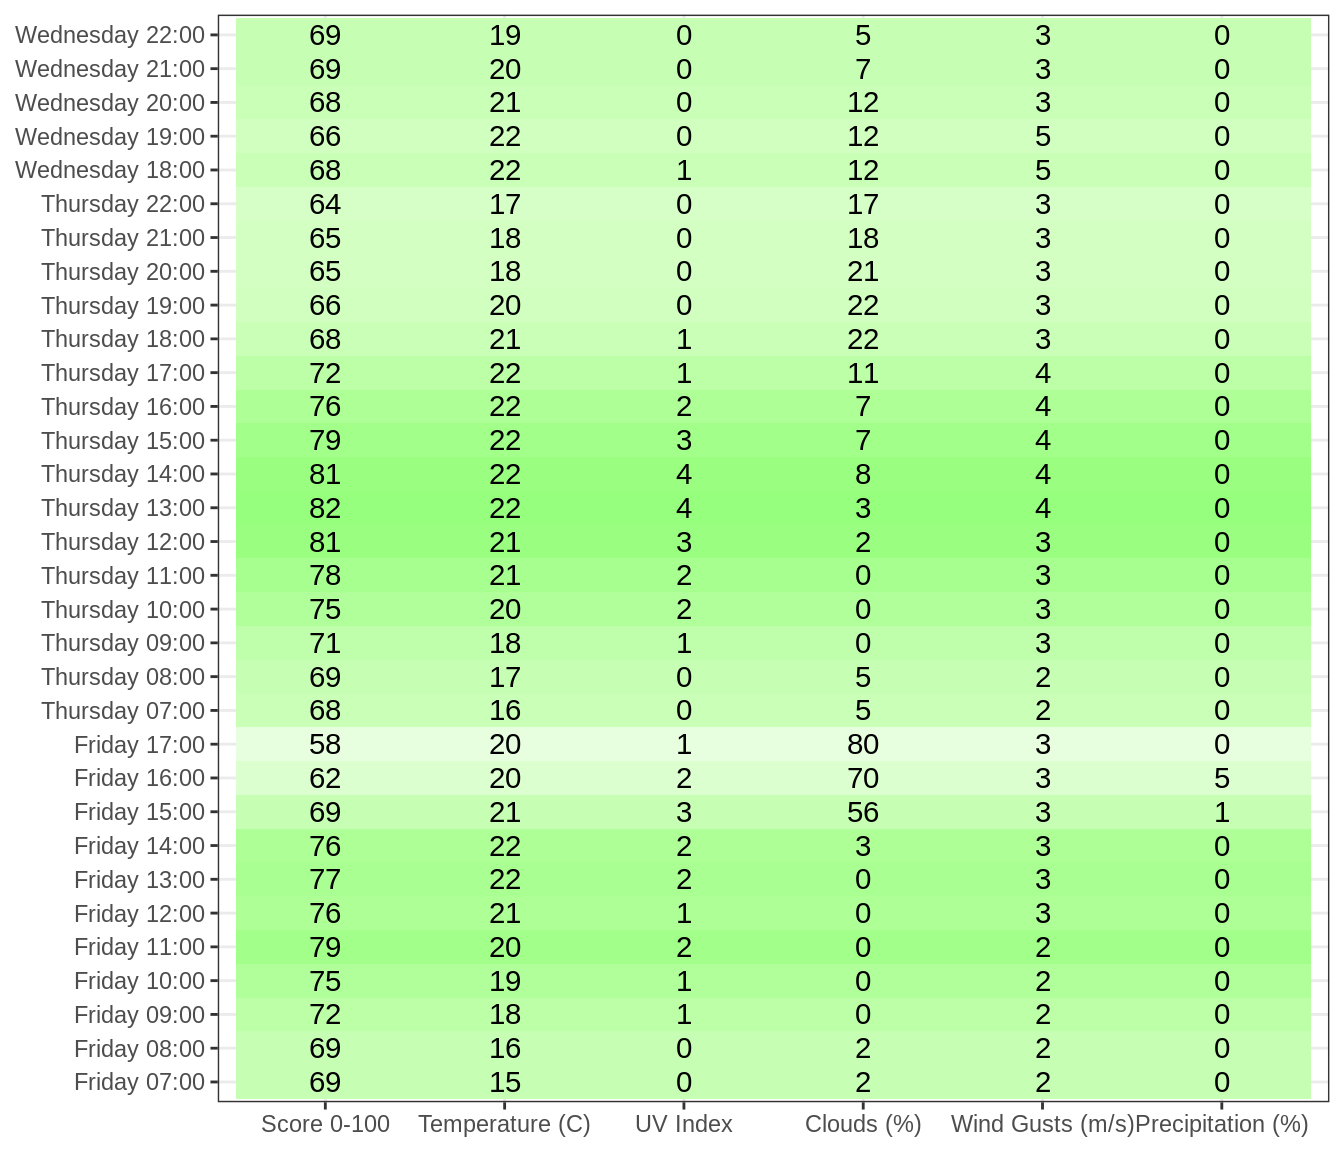 Wednesday 22:00 69 19 0 5 3 0
Wednesday 21:00 69 20 0 7 3 0
Wednesday 20:00 68 21 0 12 3 0
Wednesday 19:00 66 22 0 12 5 0
Wednesday 18:00 68 22 1 12 5 0
Thursday 22:00 64 17 0 17 3 0
Thursday 21:00 65 18 0 18 3 0
Thursday 20:00 65 18 0 21 3 0
Thursday 19:00 66 20 0 22 3 0
Thursday 18:00 68 21 1 22 3 0
Thursday 17:00 72 22 1 11 4 0
Thursday 16:00 76 22 2 7 4 0
Thursday 15:00 79 22 3 7 4 0
Thursday 14:00 81 22 4 8 4 0
Thursday 13:00 82 22 4 3 4 0
Thursday 12:00 81 21 3 2 3 0
Thursday 11:00 78 21 2 0 3 0
Thursday 10:00 75 20 2 0 3 0
Thursday 09:00 71 18 1 0 3 0
Thursday 08:00 69 17 0 5 2 0
Thursday 07:00 68 16 0 5 2 0
Friday 17:00 58 20 1 80 3 0
Friday 16:00 62 20 2 70 3 5
Friday 15:00 69 21 3 56 3 1
Friday 14:00 76 22 2 3 3 0
Friday 13:00 77 22 2 0 3 0
Friday 12:00 76 21 1 0 3 0
Friday 11:00 79 20 2 0 2 0
Friday 10:00 75 19 1 0 2 0
Friday 09:00 72 18 1 0 2 0
Friday 08:00 69 16 0 2 2 0
Friday 07:00 69 15 0 2 2 0
Score 0-100 Temperature (C) UV Index Clouds (%) Wind Gusts (m/s) Precipitation (%)